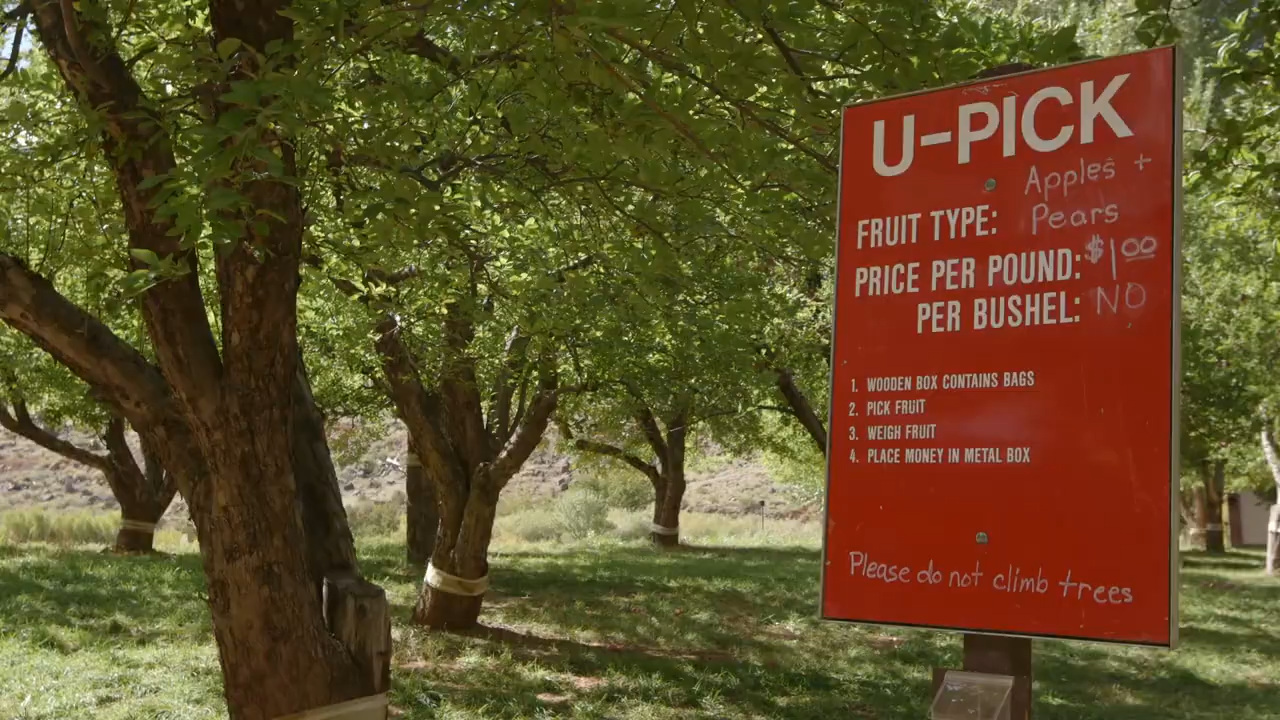 U-PICK
Apples +
FRUIT TYPE: Pears
PRICE PER POUND: $1.00
PER BUSHEL: NO
1. WOODEN BOX CONTAINS BAGS
2. PICK FRUIT
3. WEIGH FRUIT
4. PLACE MONEY IN METAL BOX
Please do not climb trees